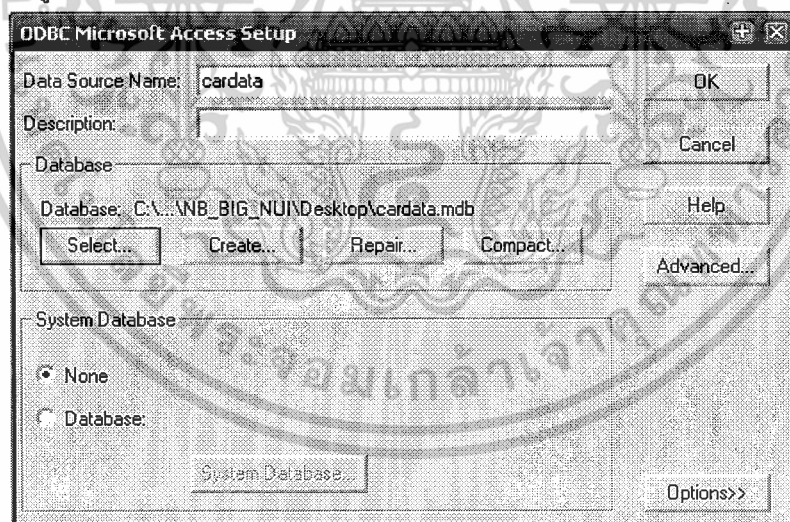 ODBC Microsoft Access Setup
Data Source Name: cardata
OK
Description:
Cancel
Database
Database: C:\...\NB_BIG_NUI\Desktop\cardata.mdb
Help
Select... Create... Repair... Compact...
Advanced...
System Database
None
Database:
System Database...
Options>>